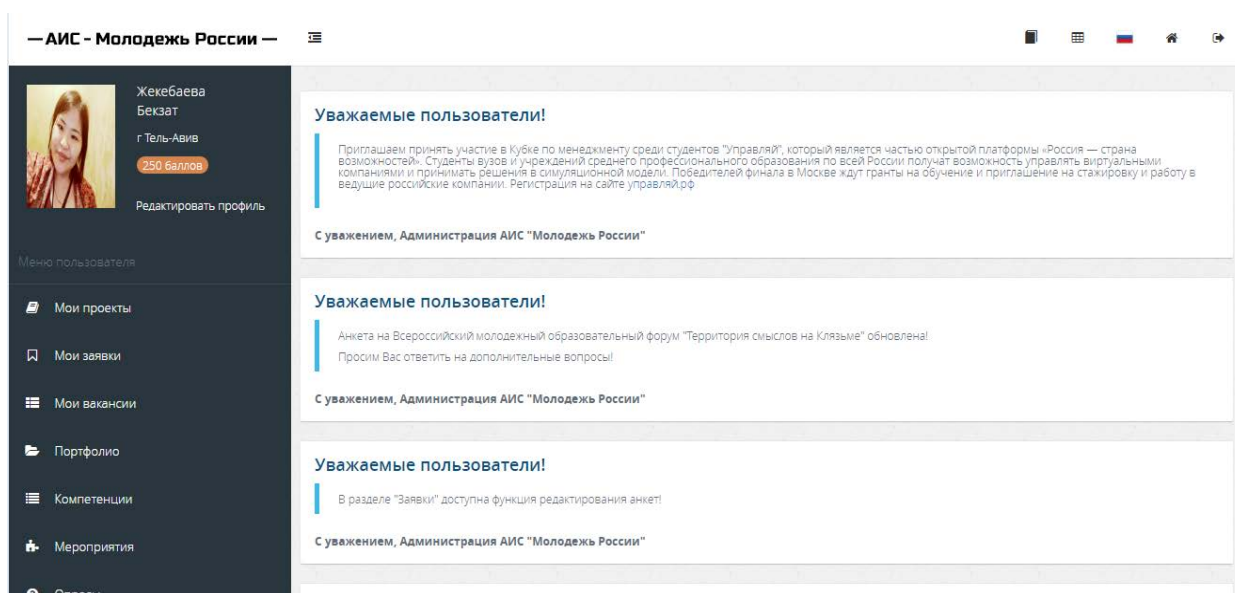 —АИС - Молодежь России—
Жекебаева
Бекзат
г Тель-Авив
250 баллов
Редактировать профиль
Меню пользователя
Мои проекты
Мои заявки
Мои вакансии
Портфолио
Компетенции
Мероприятия
Уважаемые пользователи!
Приглашаем принять участие в Кубке по менеджменту среди студентов "Управляй", который является частью открытой платформы «Россия — страна
возможностей». Студенты вузов и учреждений среднего профессионального образования по всей России получат возможность управлять виртуальными
компаниями и принимать решения в симуляционной модели. Победителей финала в Москве ждут гранты на обучение и приглашение на стажировку и работу в
ведущие российские компании. Регистрация на сайте управляй.рф
С уважением, Администрация АИС "Молодежь России"
Уважаемые пользователи!
Анкета на Всероссийский молодежный образовательный форум "Территория смыслов на Клязьме" обновлена!
Просим Вас ответить на дополнительные вопросы!
С уважением, Администрация АИС "Молодежь России"
Уважаемые пользователи!
В разделе "Заявки" доступна функция редактирования анкет!
С уважением, Администрация АИС "Молодежь России"